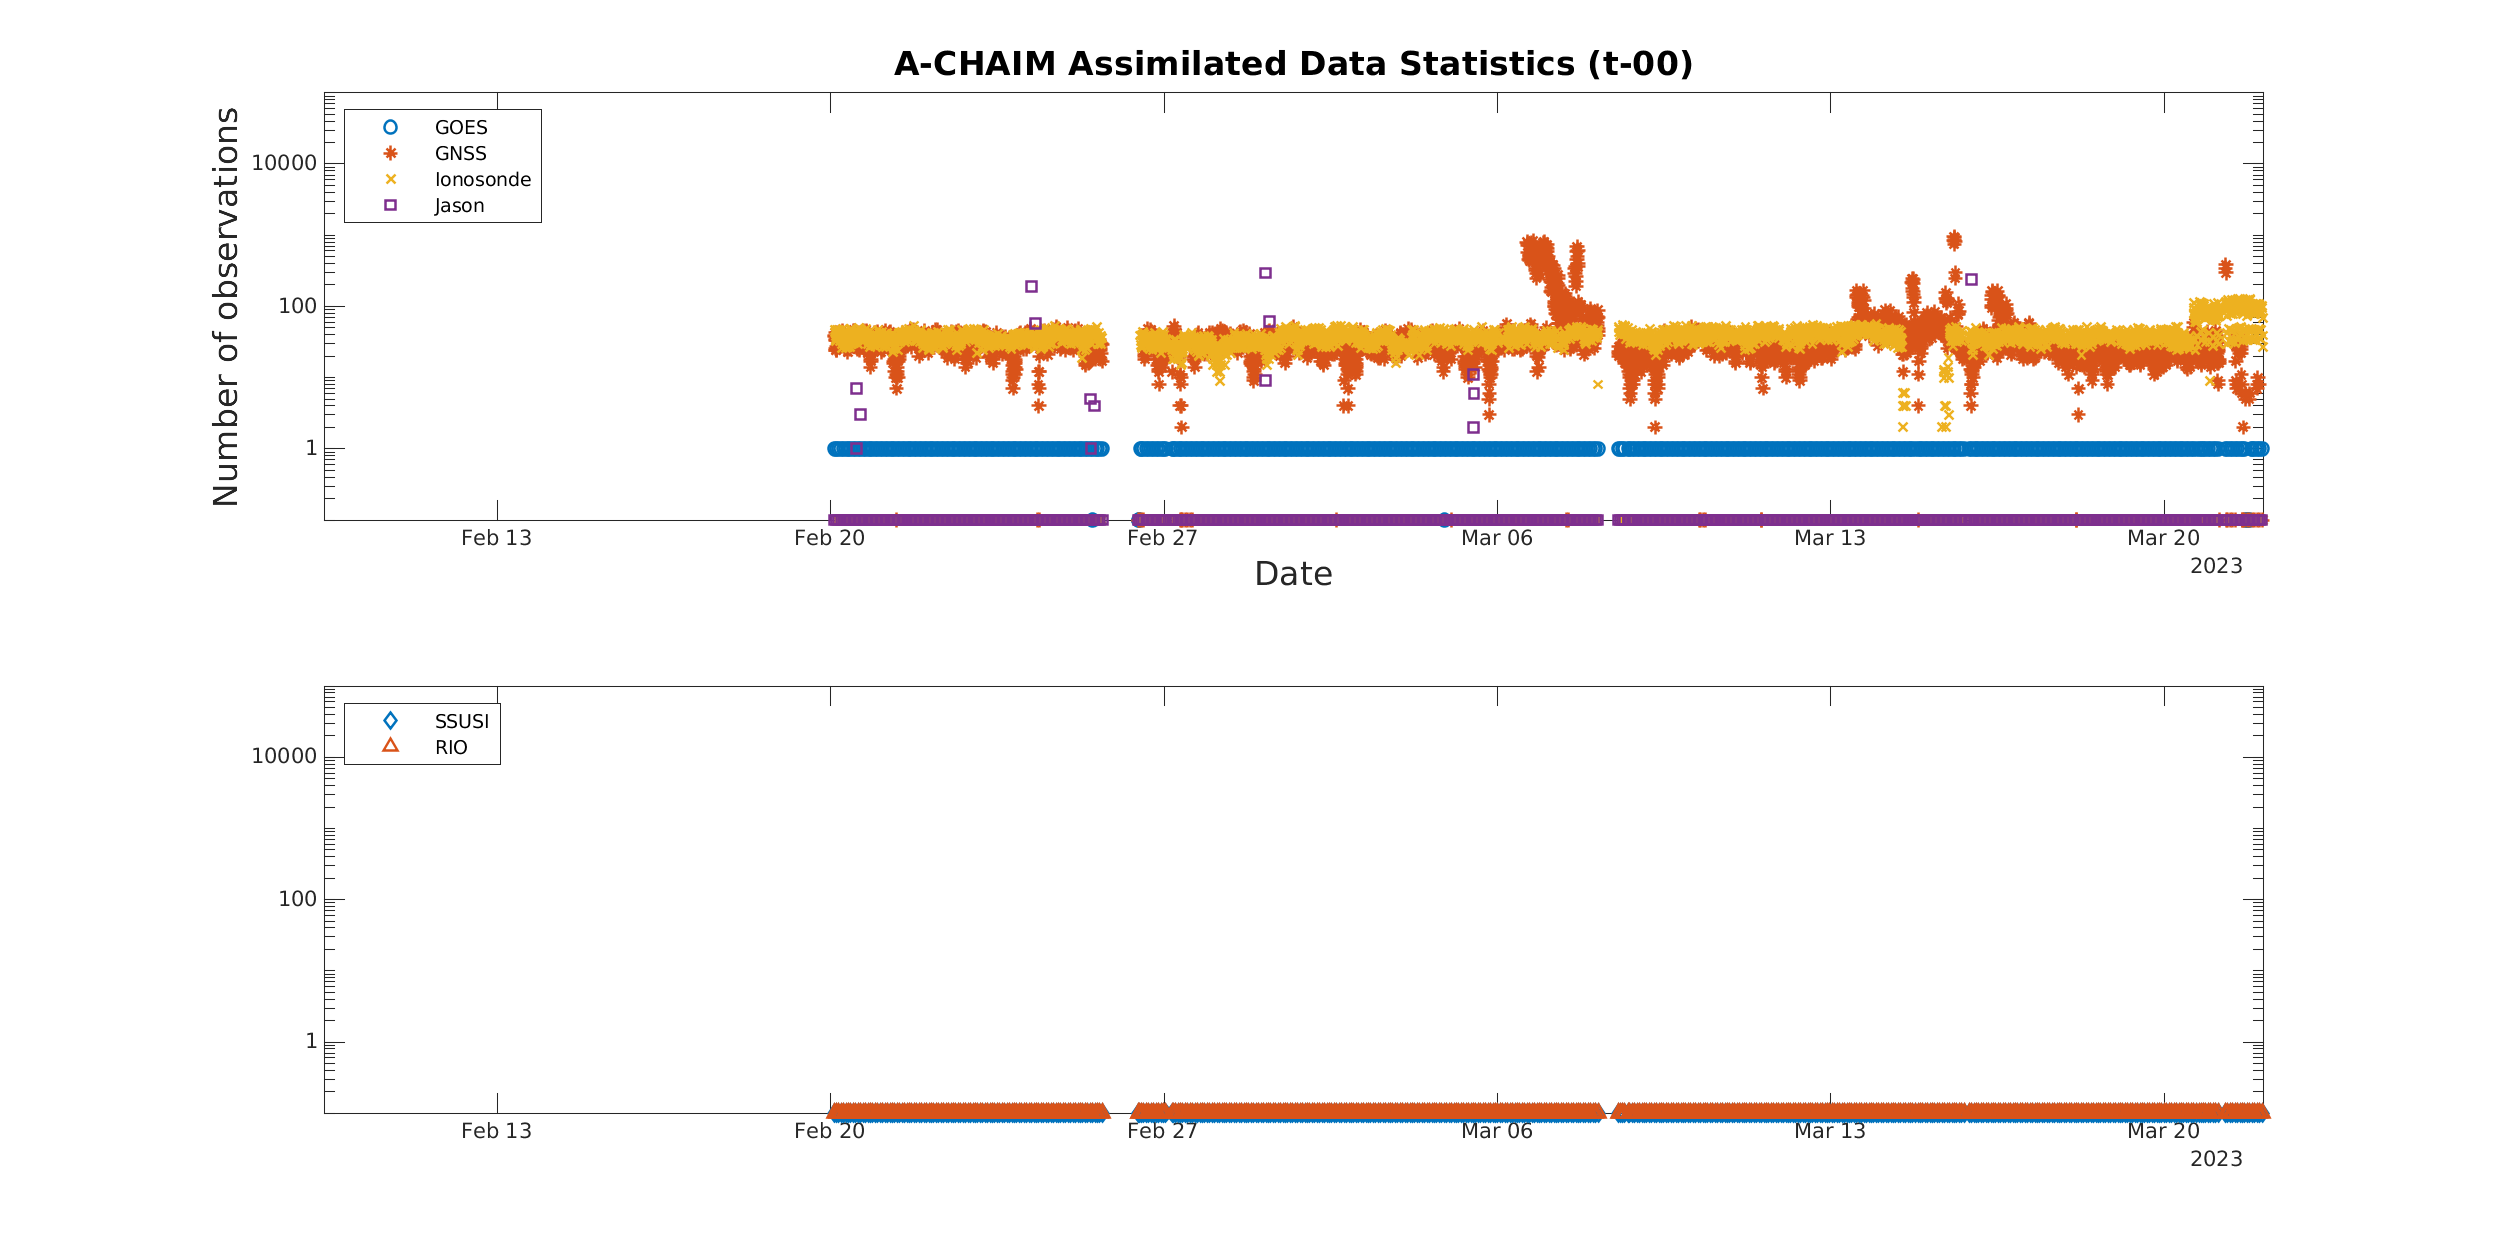 A-CHAIM Assimilated Data Statistics (t-00)
Number of observations
GOES
GNSS
Ionosonde
Jason
10000
100
1
Feb 13
Feb 20
Feb 27
Mar 06
Mar 13
Mar 20
2023
Date
SSUSI
RIO
10000
100
1
Feb 13
Feb 20
Feb 27
Mar 06
Mar 13
Mar 20
2023